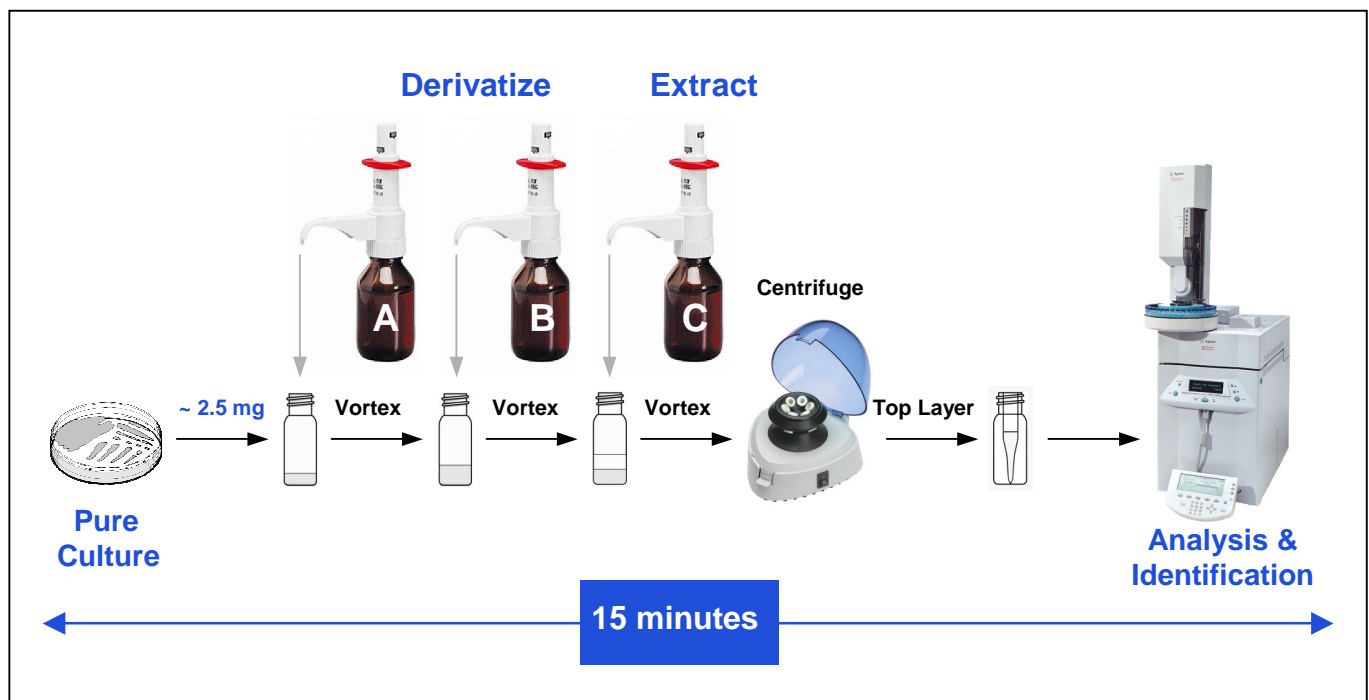 Derivatize
Extract
A
B
C
Centrifuge
~ 2.5 mg
Vortex
Vortex
Vortex
Top Layer
Pure
Culture
Analysis &
Identification
15 minutes